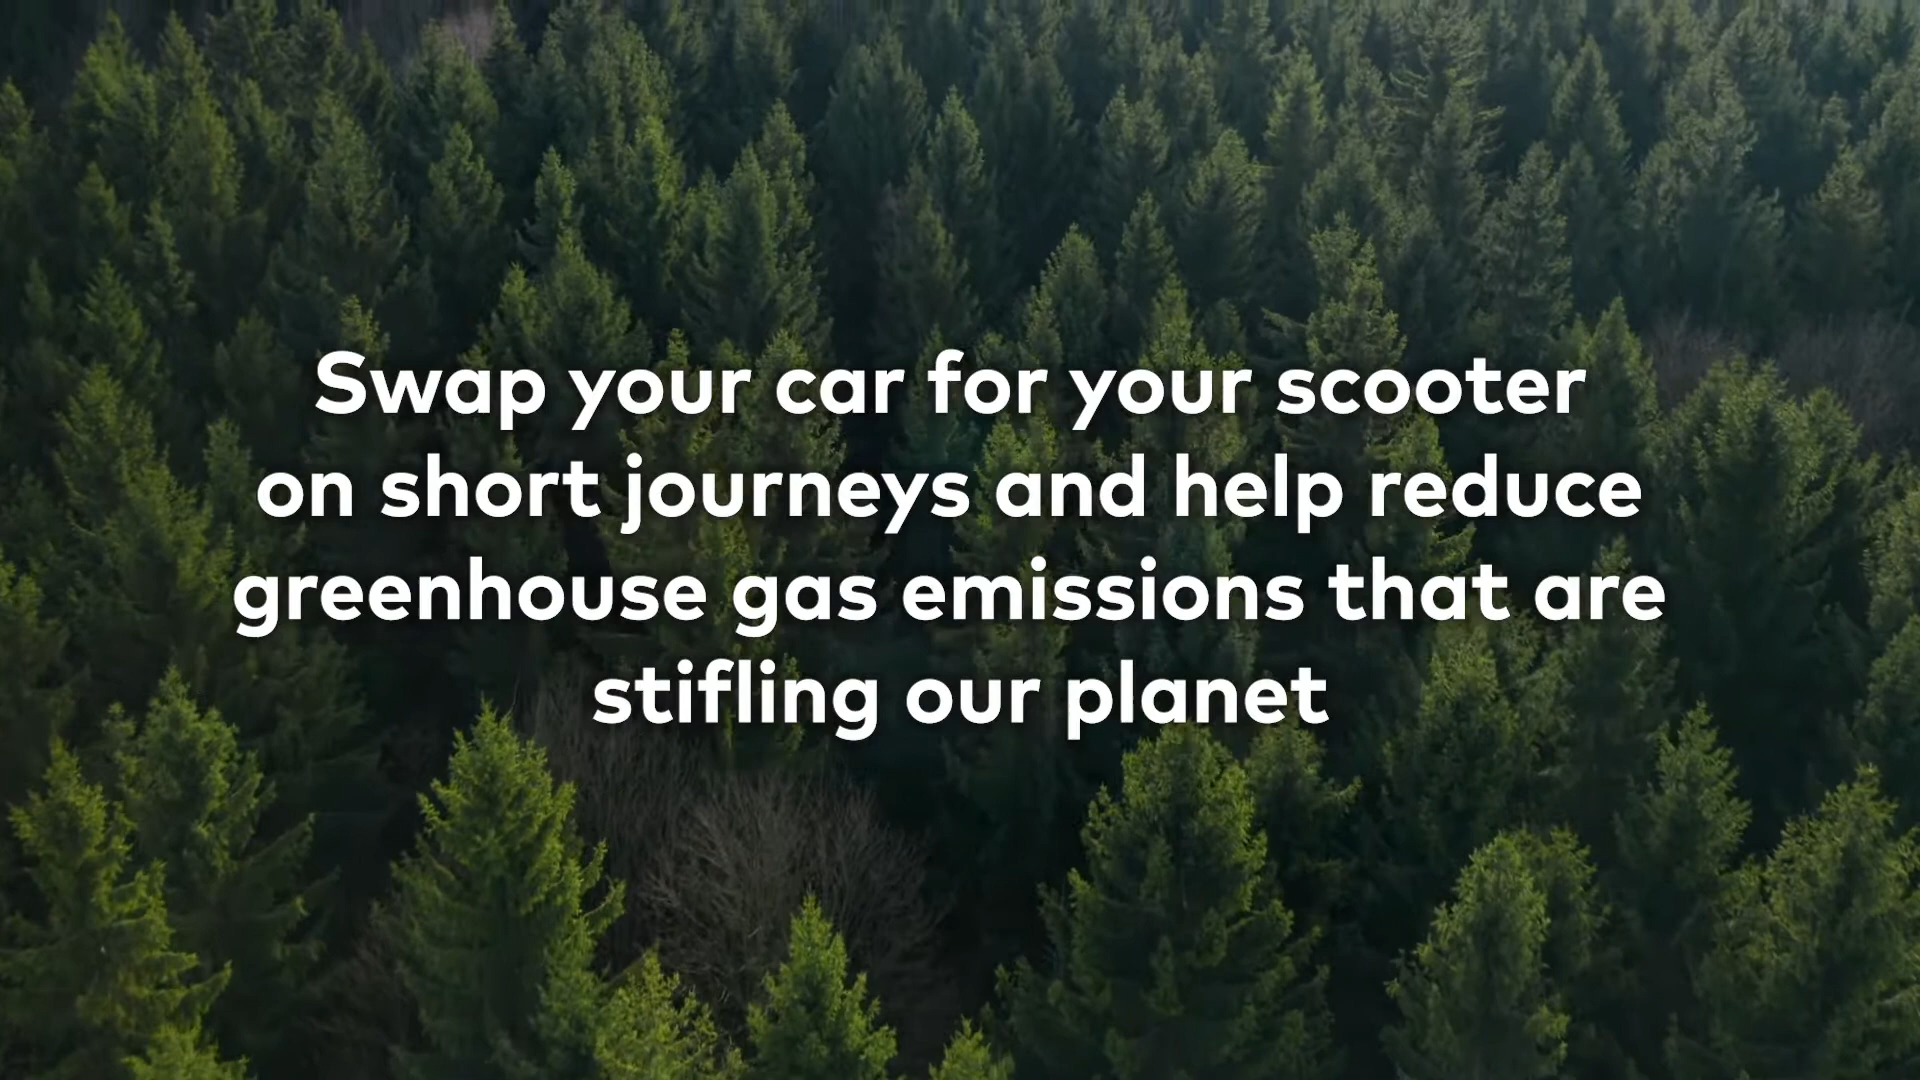 Swap your car for your scooter
on short journeys and help reduce
greenhouse gas emissions that are
stifling our planet